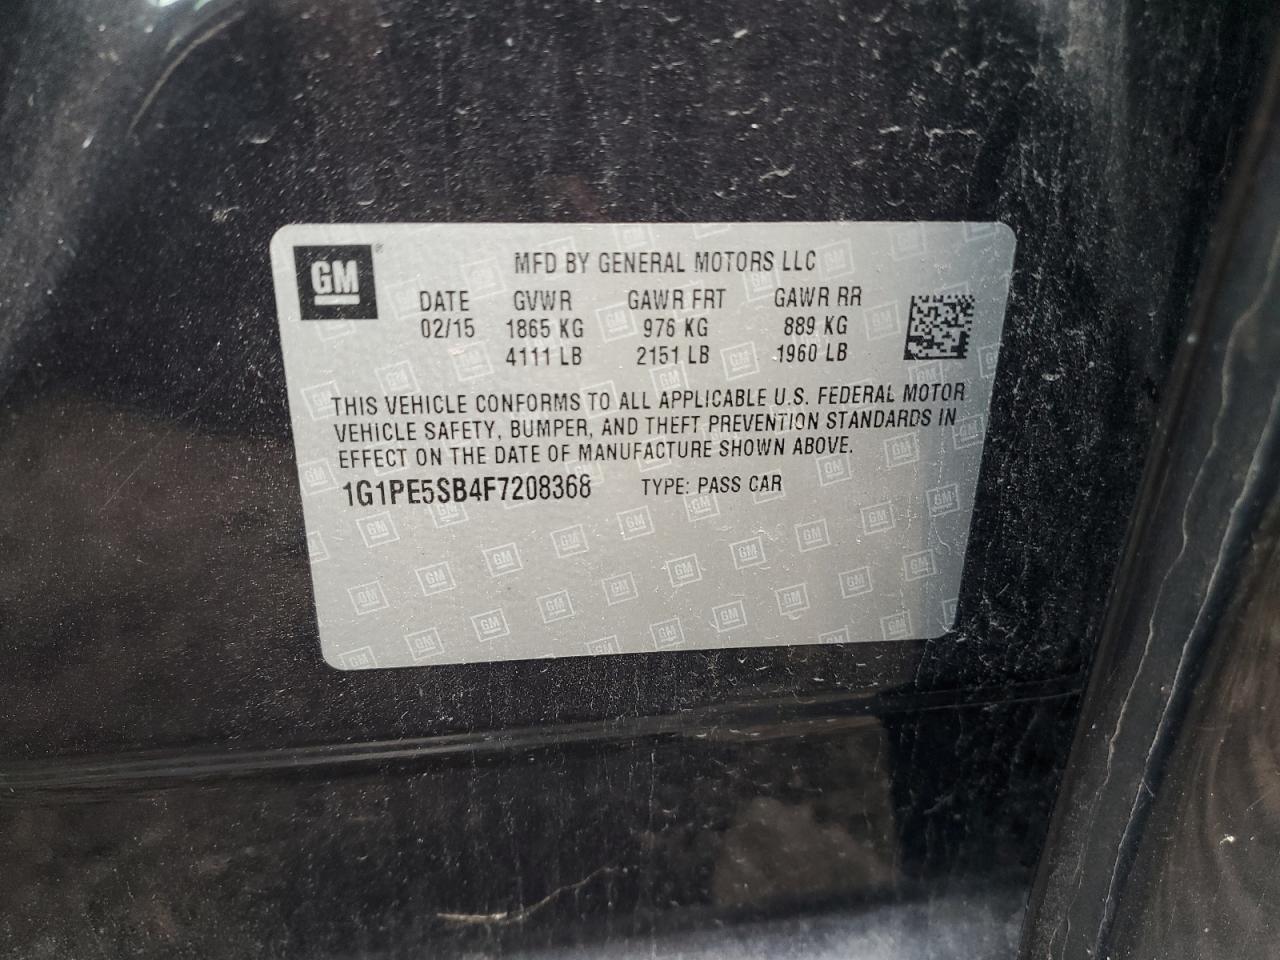 GM®
MFD BY GENERAL MOTORS LLC
DATE GVWR GAWR FRT GAWR RR
02/15 1865 KG 976 KG 889 KG
4111 LB 2151 LB 1960 LB
THIS VEHICLE CONFORMS TO ALL APPLICABLE U.S. FEDERAL MOTOR
VEHICLE SAFETY, BUMPER, AND THEFT PREVENTION STANDARDS IN
EFFECT ON THE DATE OF MANUFACTURE SHOWN ABOVE.
1G1PE5SB4F7208368 TYPE: PASS CAR